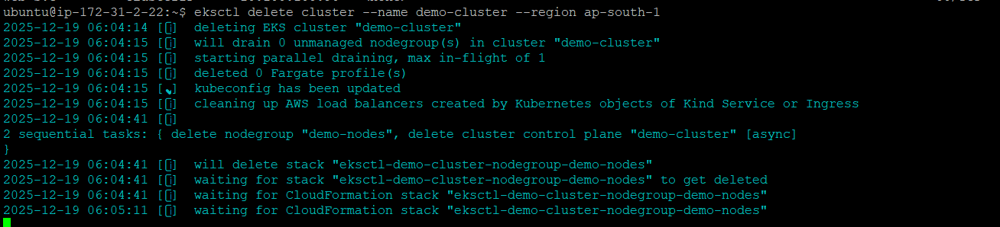 ubuntu@ip-172-31-2-22:~$ eksctl delete cluster --name demo-cluster --region ap-south-1
2025-12-19 06:04:14 [ℹ]  deleting EKS cluster "demo-cluster"
2025-12-19 06:04:15 [ℹ]  will drain 0 unmanaged nodegroup(s) in cluster "demo-cluster"
2025-12-19 06:04:15 [ℹ]  starting parallel draining, max in-flight of 1
2025-12-19 06:04:15 [ℹ]  deleted 0 Fargate profile(s)
2025-12-19 06:04:15 [✔]  kubeconfig has been updated
2025-12-19 06:04:15 [ℹ]  cleaning up AWS load balancers created by Kubernetes objects of Kind Service or Ingress
2025-12-19 06:04:41 [ℹ]
2 sequential tasks: { delete nodegroup "demo-nodes", delete cluster control plane "demo-cluster" [async]
}
2025-12-19 06:04:41 [ℹ]  will delete stack "eksctl-demo-cluster-nodegroup-demo-nodes"
2025-12-19 06:04:41 [ℹ]  waiting for stack "eksctl-demo-cluster-nodegroup-demo-nodes" to get deleted
2025-12-19 06:04:41 [ℹ]  waiting for CloudFormation stack "eksctl-demo-cluster-nodegroup-demo-nodes"
2025-12-19 06:05:11 [ℹ]  waiting for CloudFormation stack "eksctl-demo-cluster-nodegroup-demo-nodes"